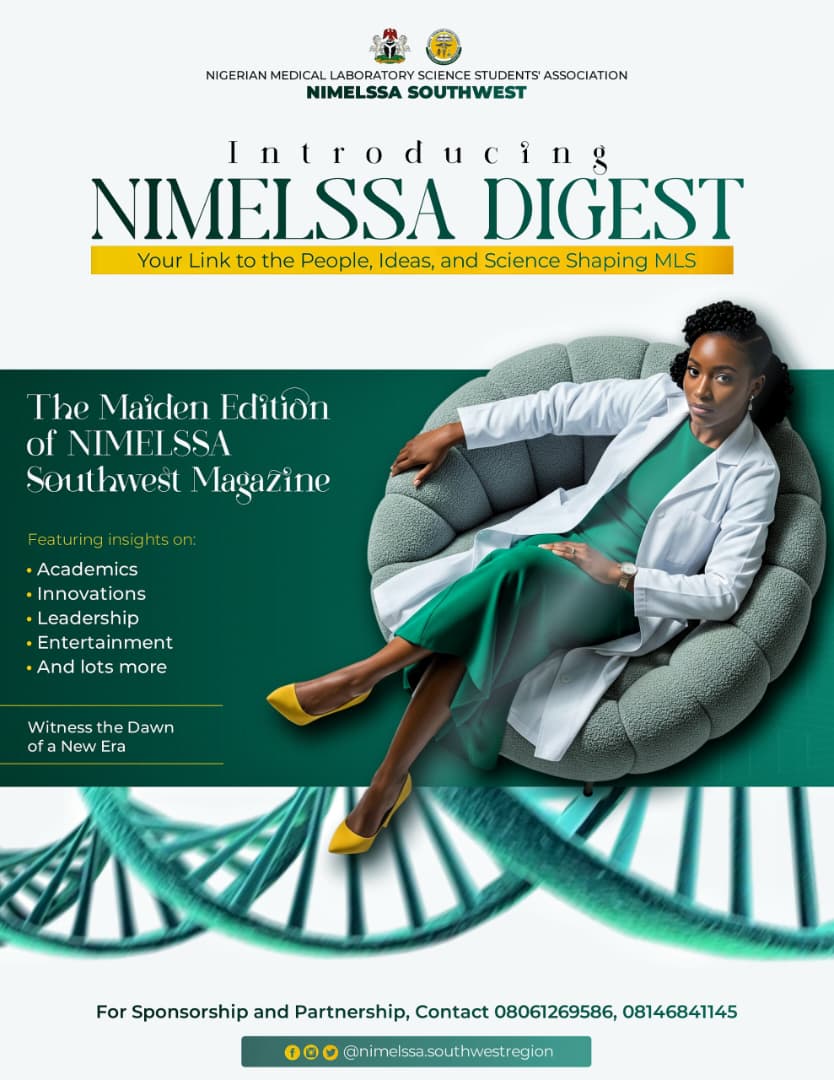 NIGERIAN MEDICAL LABORATORY SCIENCE STUDENTS' ASSOCIATION
NIMELSSA SOUTHWEST
Introducing
NIMELSSA DIGEST
Your Link to the People, Ideas, and Science Shaping MLS
The Maiden Edition
of NIMELSSA
Southwest Magazine
Featuring insights on:
• Academics
• Innovations
• Leadership
• Entertainment
• And lots more
Witness the Dawn
of a New Era
For Sponsorship and Partnership, Contact 08061269586, 08146841145
@nimelssa.southwestregion